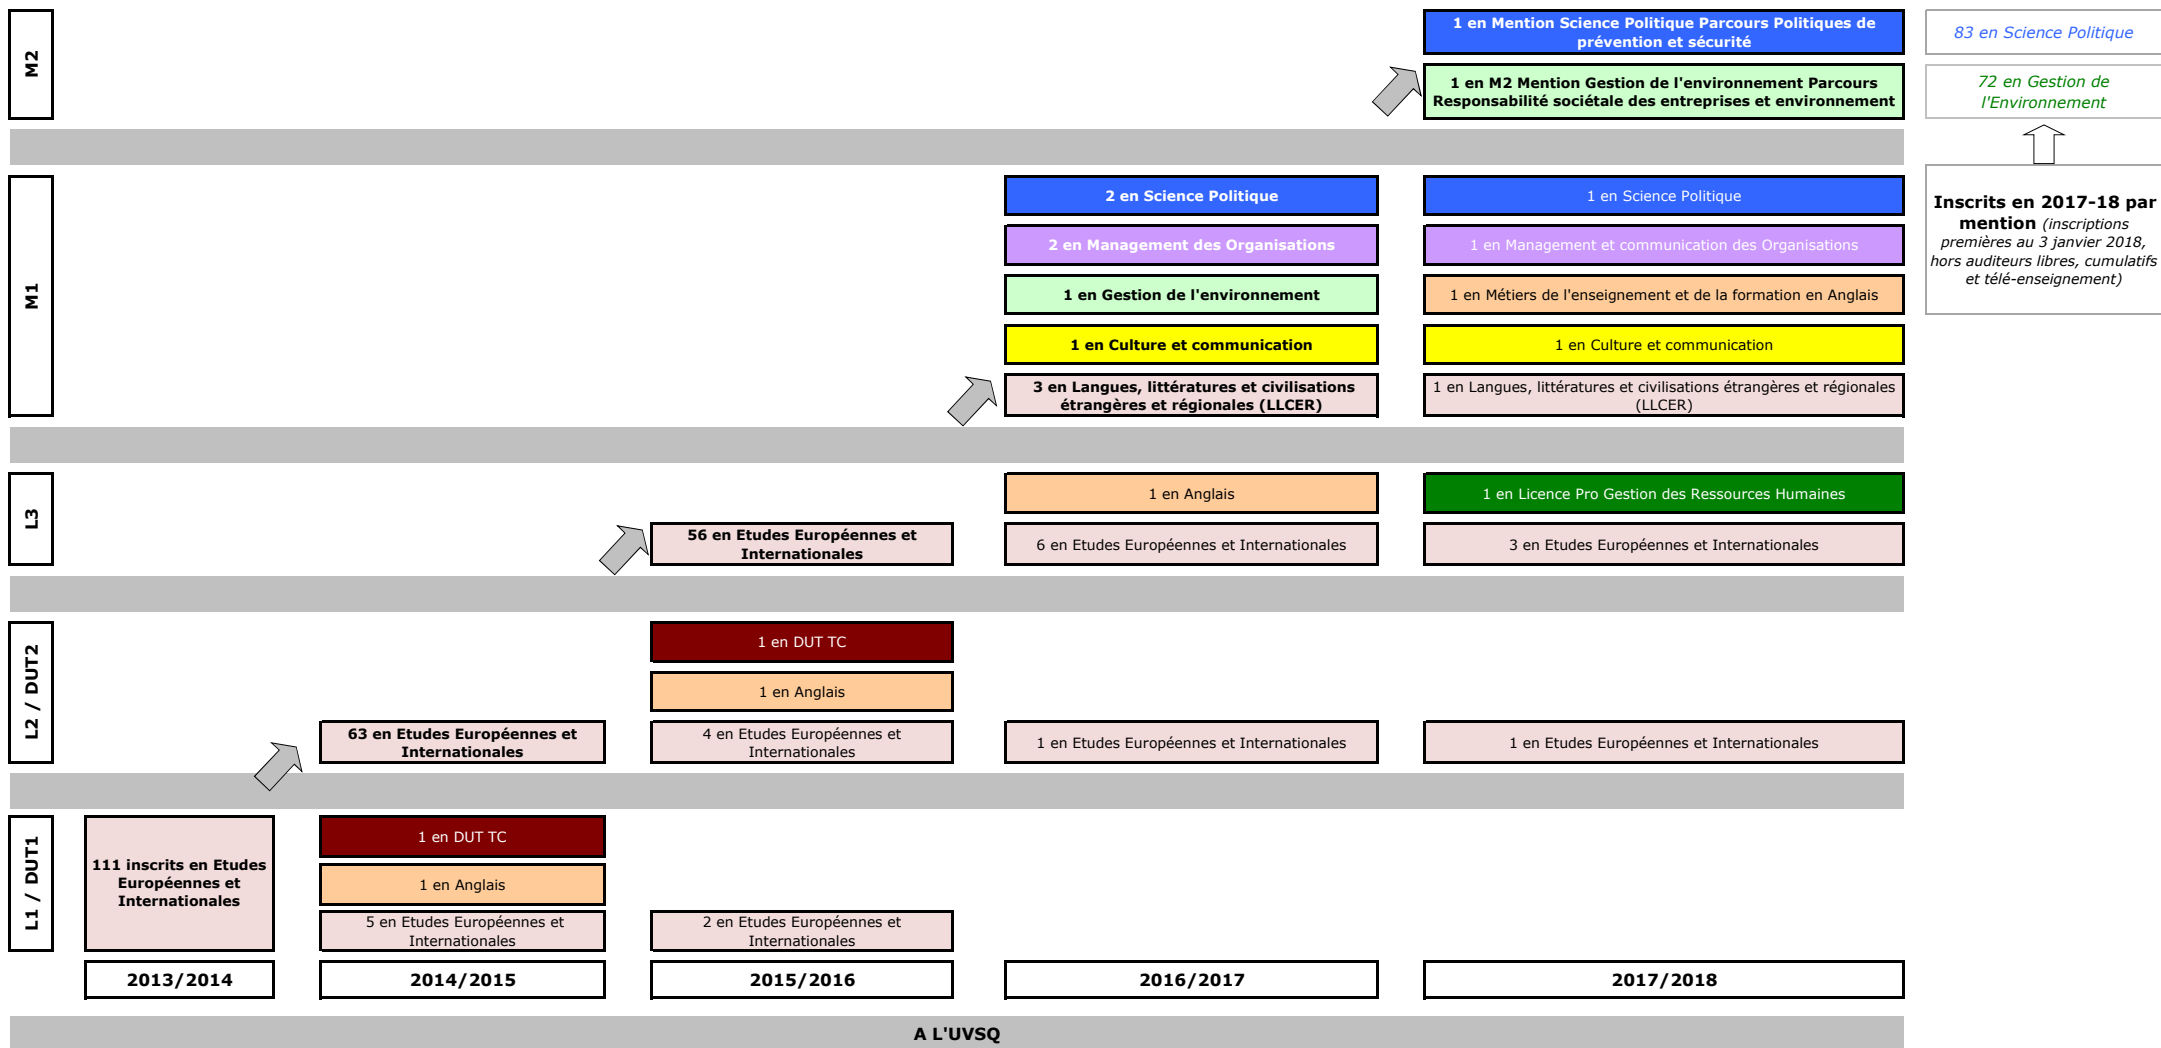 M2
1 en Mention Science Politique Parcours Politiques de
prévention et sécurité
83 en Science Politique
1 en M2 Mention Gestion de l'environnement Parcours
Responsabilité sociétale des entreprises et environnement
72 en Gestion de
l'Environnement
M1
2 en Science Politique
1 en Science Politique
2 en Management des Organisations
1 en Management et communication des Organisations
1 en Gestion de l'environnement
1 en Métiers de l'enseignement et de la formation en Anglais
1 en Culture et communication
1 en Culture et communication
3 en Langues, littératures et civilisations
étrangères et régionales (LLCER)
1 en Langues, littératures et civilisations étrangères et régionales
(LLCER)
Inscrits en 2017-18 par
mention (inscriptions
premières au 3 janvier 2018,
hors auditeurs libres, cumulatifs
et télé-enseignement)
L3
1 en Anglais
1 en Licence Pro Gestion des Ressources Humaines
56 en Etudes Européennes et
Internationales
6 en Etudes Européennes et Internationales
3 en Etudes Européennes et Internationales
L2 / DUT2
1 en DUT TC
1 en Anglais
63 en Etudes Européennes et
Internationales
4 en Etudes Européennes et
Internationales
1 en Etudes Européennes et Internationales
1 en Etudes Européennes et Internationales
L1 / DUT1
111 inscrits en Etudes
Européennes et
Internationales
1 en DUT TC
1 en Anglais
5 en Etudes Européennes et
Internationales
2 en Etudes Européennes et
Internationales
2013/2014
2014/2015
2015/2016
2016/2017
2017/2018
A L'UVSQ